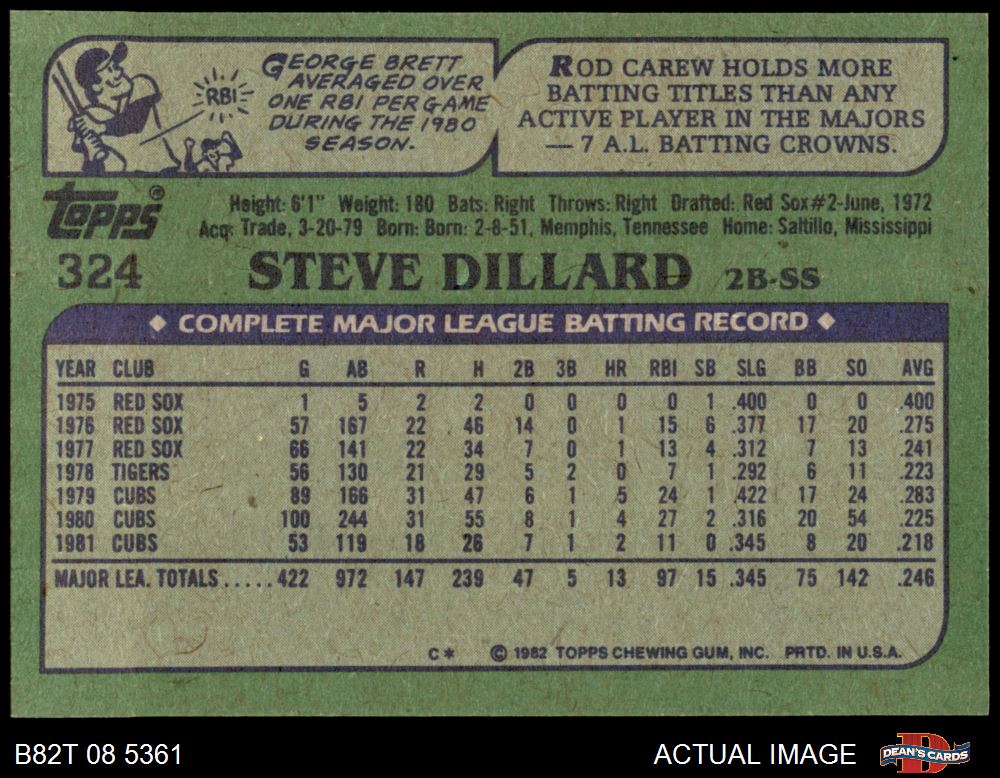 GEORGE BRETT
AVERAGED OVER
ONE RBI PER GAME
DURING THE 1980
SEASON.
RBI
ROD CAREW HOLDS MORE
BATTING TITLES THAN ANY
ACTIVE PLAYER IN THE MAJORS
— 7 A.L. BATTING CROWNS.
Topps®
Height: 6'1" Weight: 180 Bats: Right Throws: Right Drafted: Red Sox#2-June, 1972
Acq: Trade, 3-20-79 Born: Born: 2-8-51, Memphis, Tennessee Home: Saltillo, Mississippi
324 STEVE DILLARD 2B-SS
◆ COMPLETE MAJOR LEAGUE BATTING RECORD ◆
YEAR CLUB G AB R H 2B 3B HR RBI SB SLG BB SO AVG
1975 RED SOX 1 5 2 2 0 0 0 0 1 .400 0 0 .400
1976 RED SOX 57 167 22 46 14 0 1 15 6 .377 17 20 .275
1977 RED SOX 66 141 22 34 7 0 1 13 4 .312 7 13 .241
1978 TIGERS 56 130 21 29 5 2 0 7 1 .292 6 11 .223
1979 CUBS 89 166 31 47 6 1 5 24 1 .422 17 24 .283
1980 CUBS 100 244 31 55 8 1 4 27 2 .316 20 54 .225
1981 CUBS 53 119 18 26 7 1 2 11 0 .345 8 20 .218
MAJOR LEA. TOTALS.....422 972 147 239 47 5 13 97 15 .345 75 142 .246
C* © 1982 TOPPS CHEWING GUM, INC. PRTD. IN U.S.A.
B82T 08 5361 ACTUAL IMAGE D DEAN'S CARDS